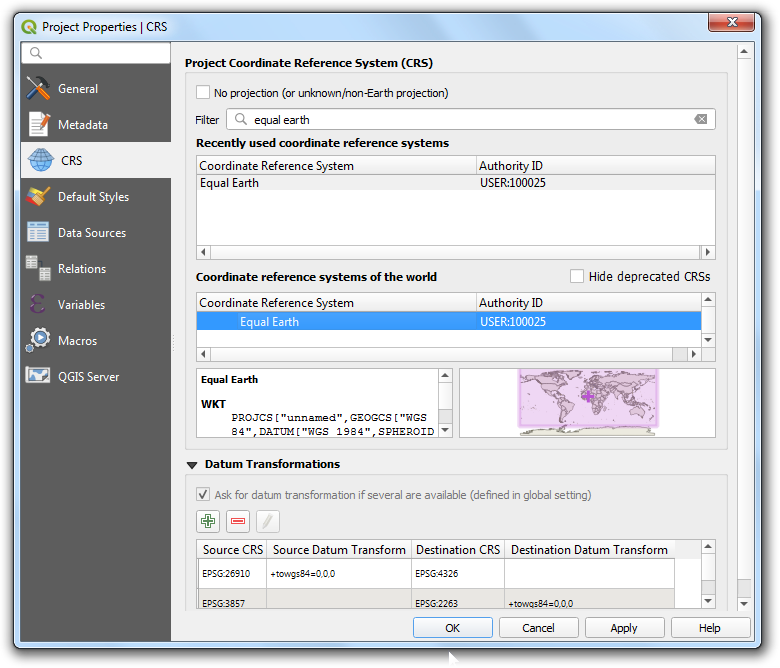 Project Properties | CRS
General
Metadata
CRS
Default Styles
Data Sources
Relations
Variables
Macros
QGIS Server
Project Coordinate Reference System (CRS)
No projection (or unknown/non-Earth projection)
Filter equal earth
Recently used coordinate reference systems
Coordinate Reference System Authority ID
Equal Earth USER:100025
Coordinate reference systems of the world Hide deprecated CRSs
Coordinate Reference System Authority ID
Equal Earth USER:100025
Equal Earth
WKT
PROJCS["unnamed",GEOGCS["WGS
84",DATUM["WGS_1984",SPHEROID
Datum Transformations
Ask for datum transformation if several are available (defined in global setting)
Source CRS Source Datum Transform Destination CRS Destination Datum Transform
EPSG:26910 +towgs84=0,0,0 EPSG:4326
EPSG:3857 EPSG:2263 +towgs84=0,0,0
OK Cancel Apply Help